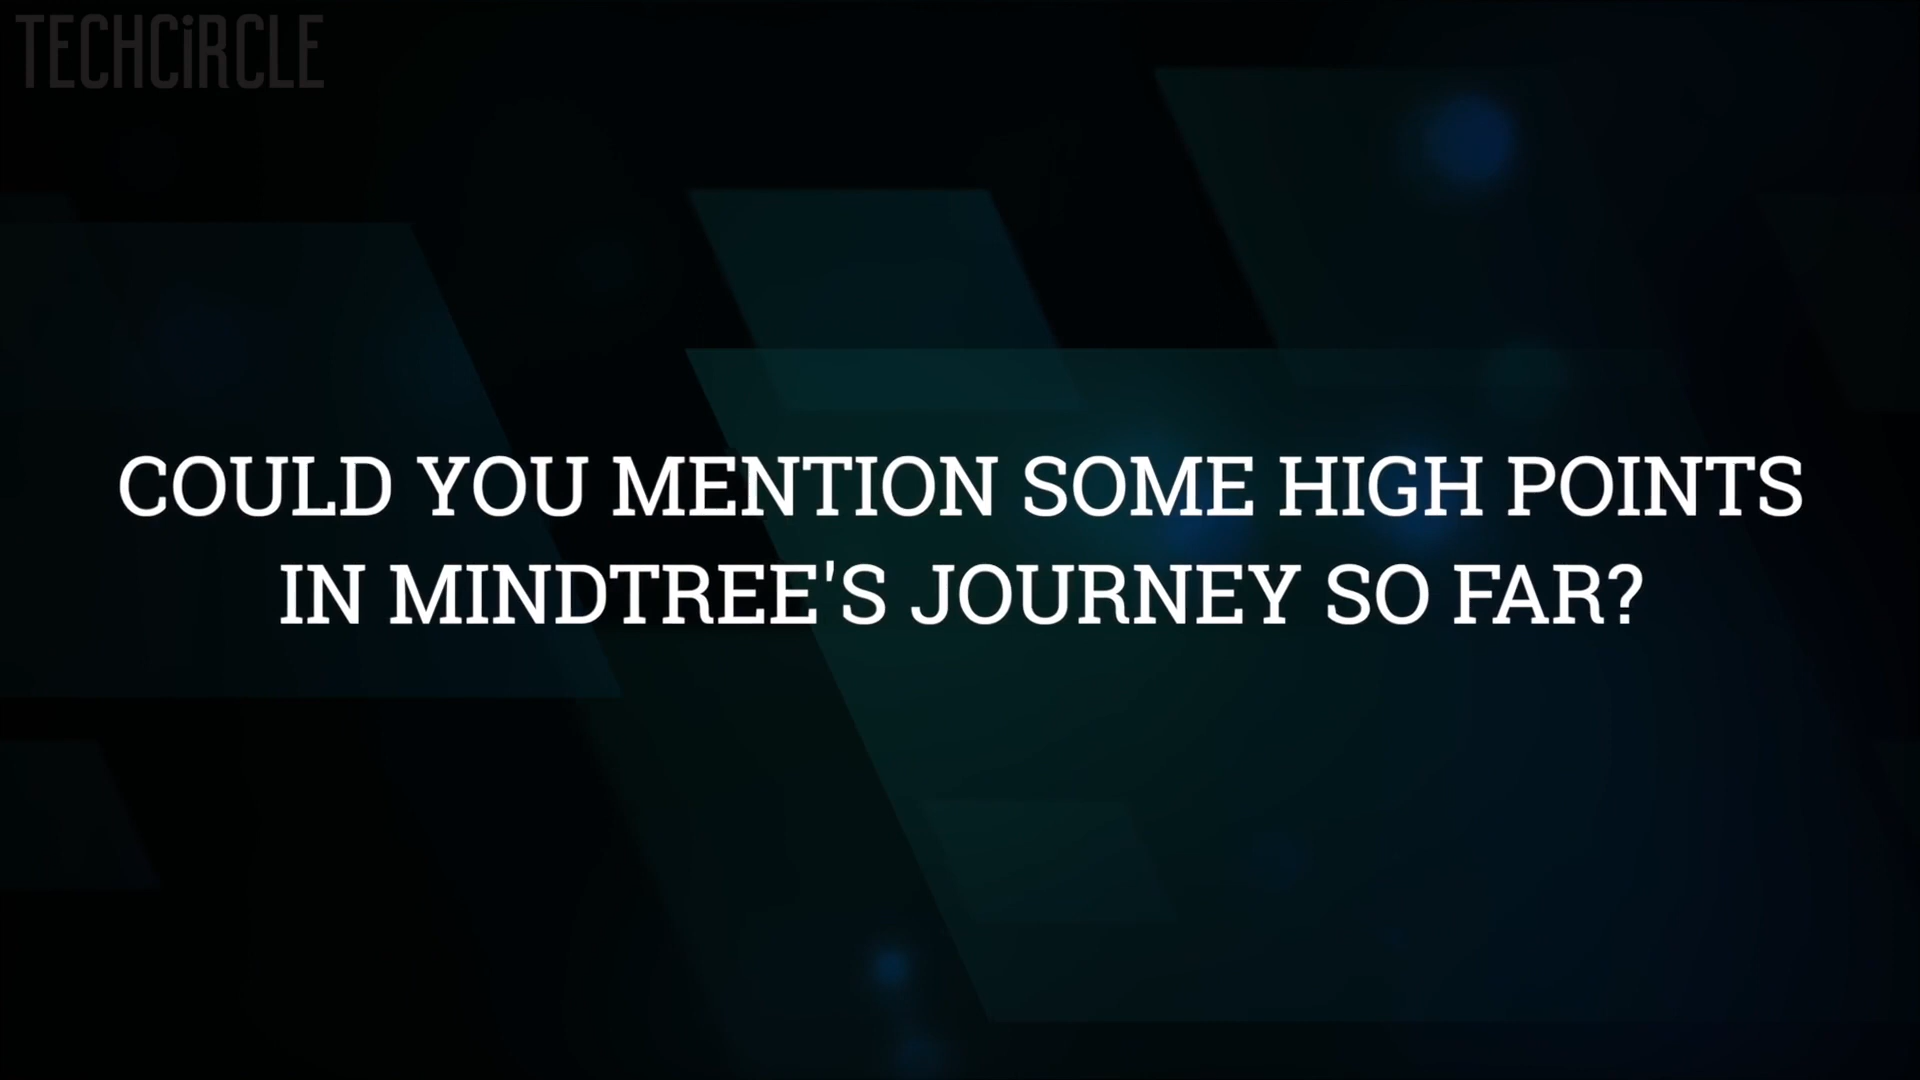 TECHCiRCLE
COULD YOU MENTION SOME HIGH POINTS
IN MINDTREE'S JOURNEY SO FAR?